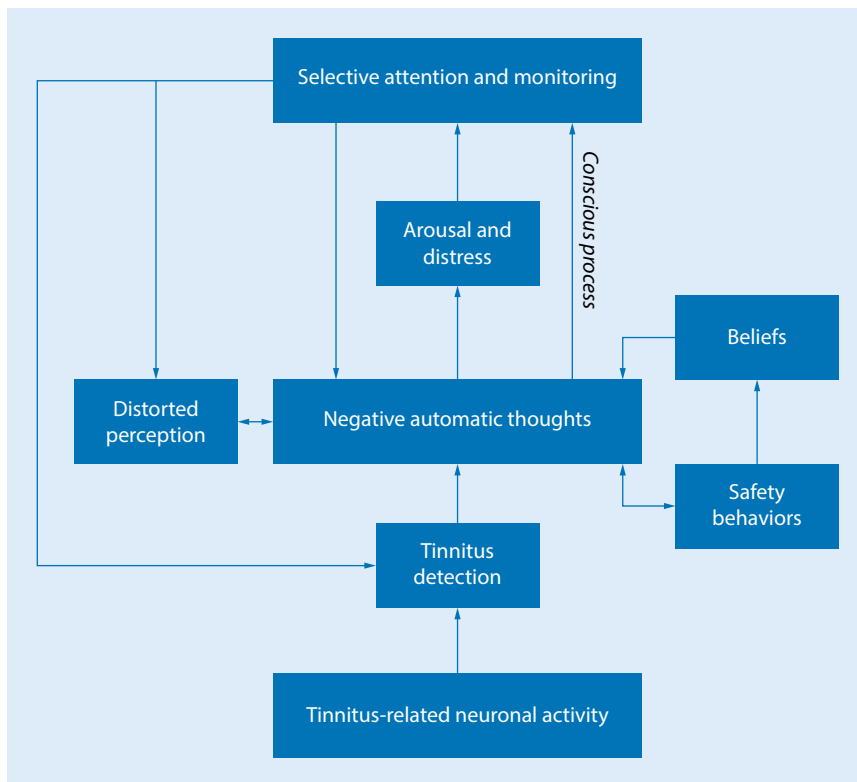 Selective attention and monitoring
Conscious process
Arousal and
distress
Beliefs
Distorted
perception
Negative automatic thoughts
Safety
behaviors
Tinnitus
detection
Tinnitus-related neuronal activity